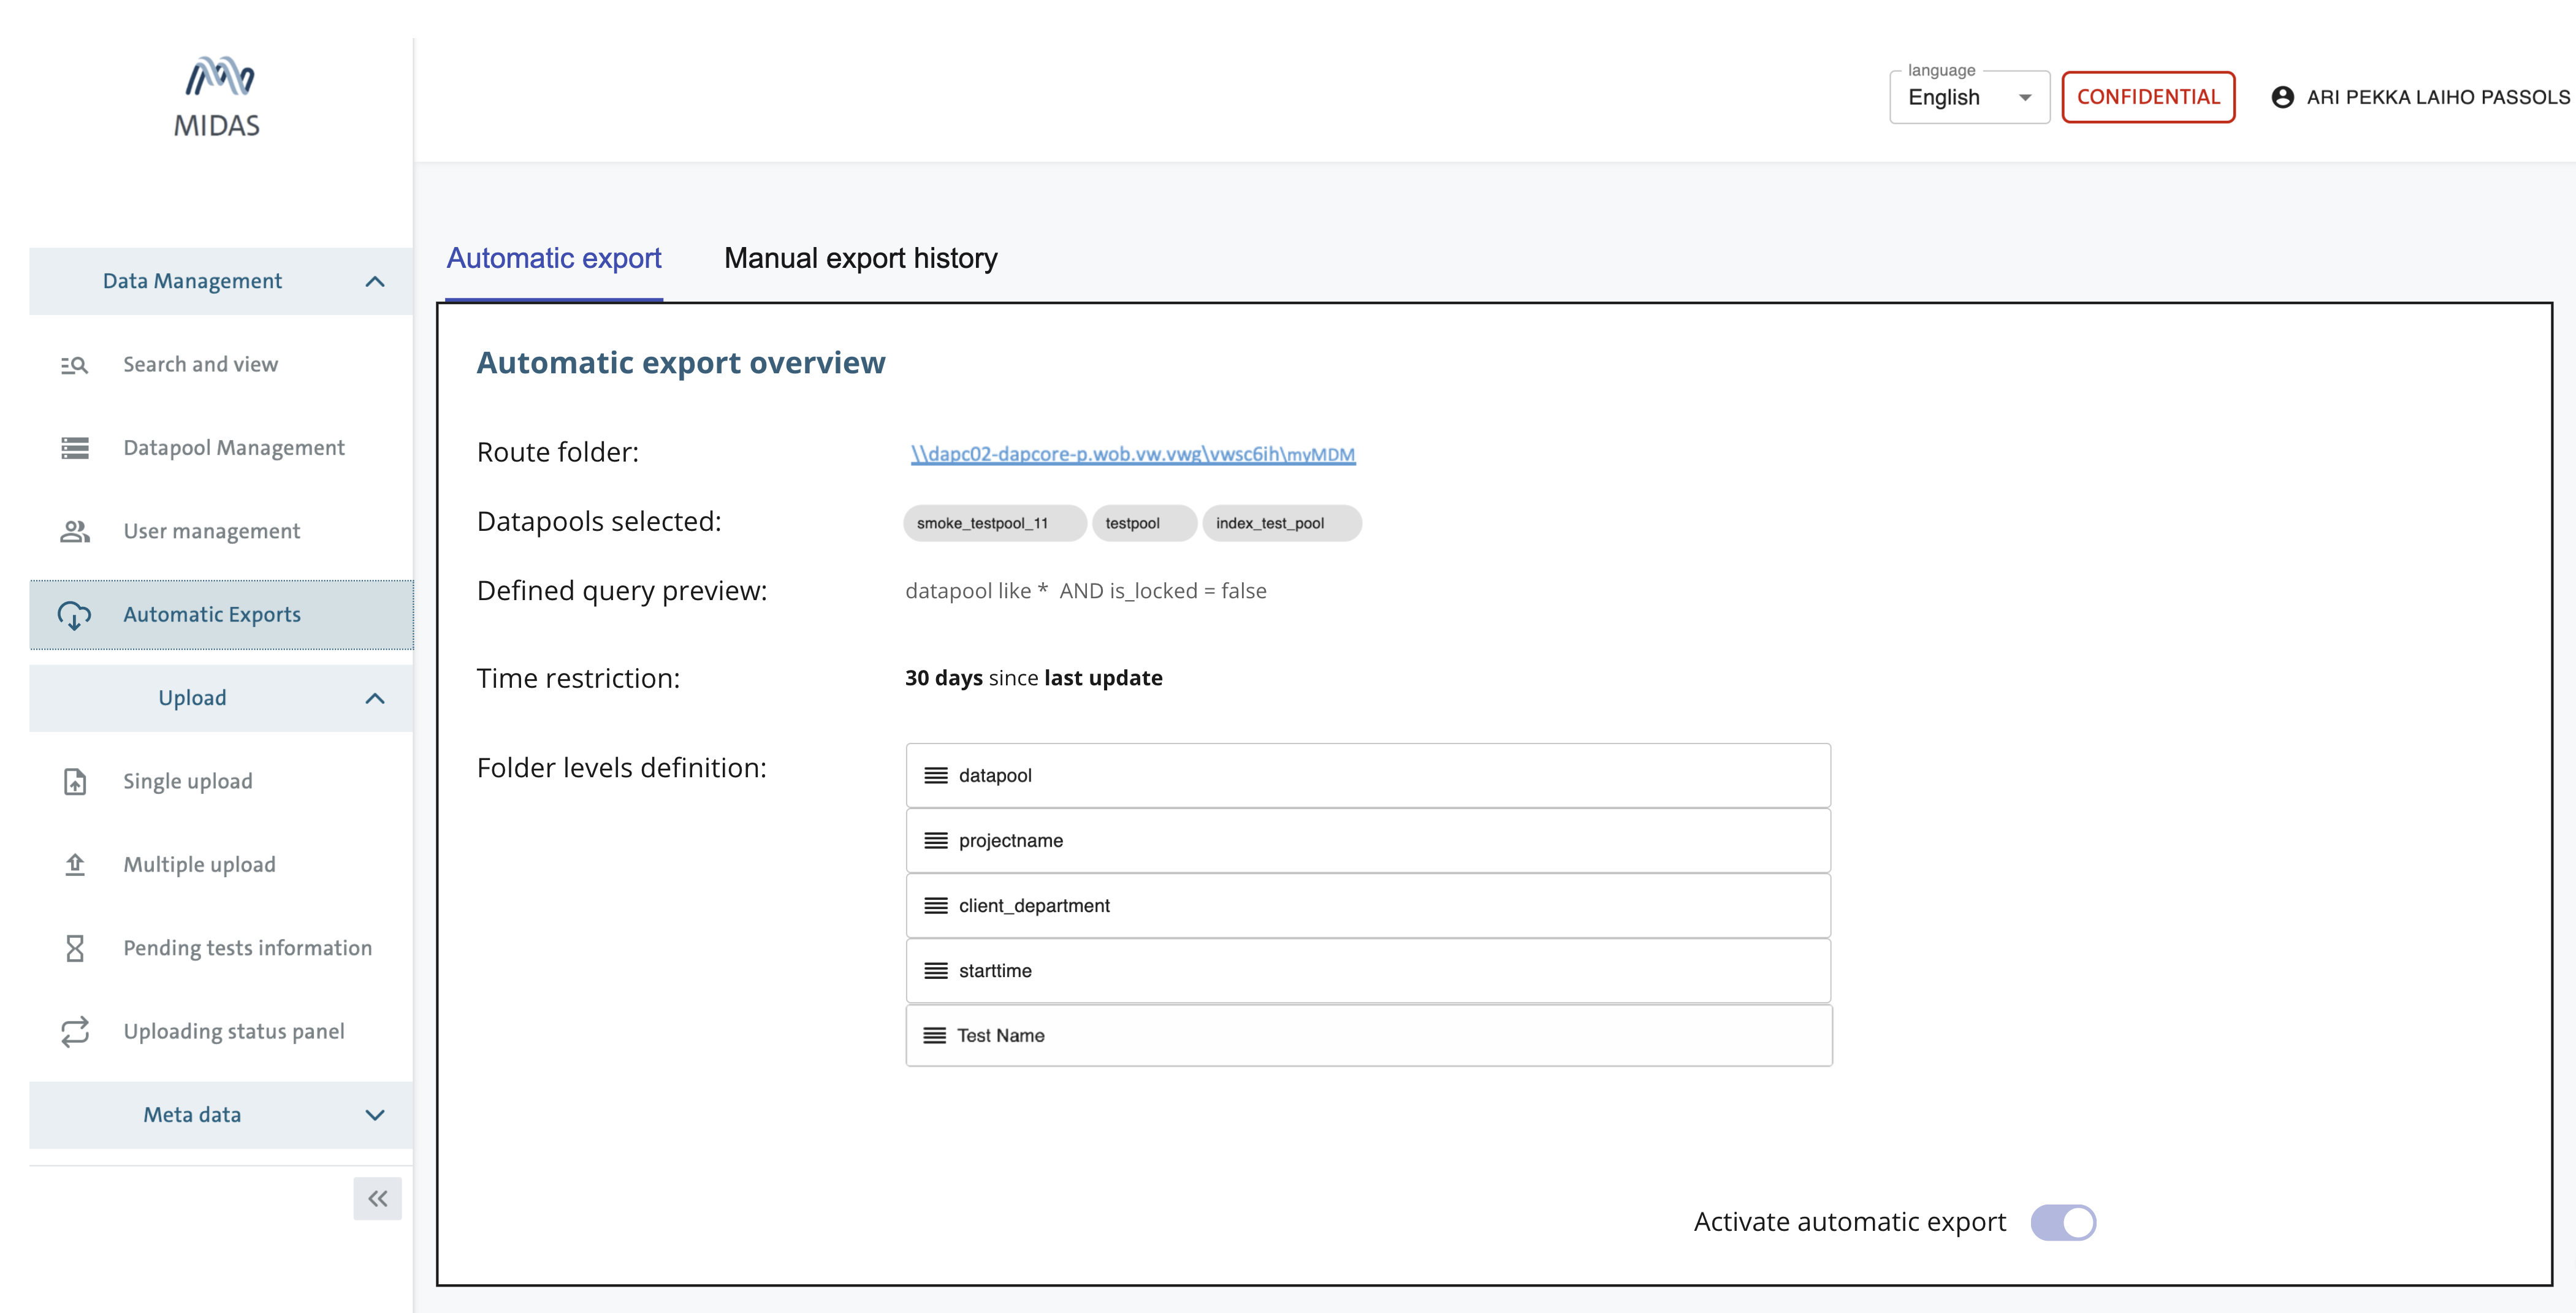 MIDAS
language
English
CONFIDENTIAL
ARI PEKKA LAIHO PASSOLS
Data Management
Search and view
Datapool Management
User management
Automatic Exports
Upload
Single upload
Multiple upload
Pending tests information
Uploading status panel
Meta data
Automatic export
Manual export history
Automatic export overview
Route folder: \\dapc02-dapcore-p.wob.vw.vwg\vwsc6ih\myMDM
Datapools selected: smoke_testpool_11 testpool index_test_pool
Defined query preview: datapool like * AND is_locked = false
Time restriction: 30 days since last update
Folder levels definition: datapool
projectname
client_department
starttime
Test Name
Activate automatic export